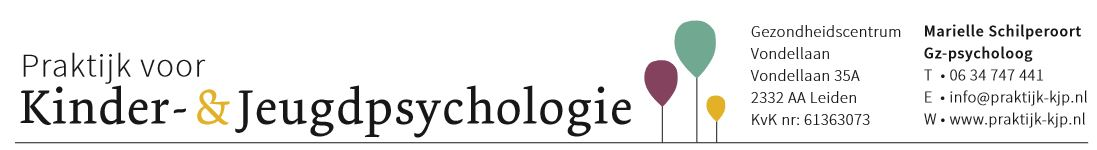 Praktijk voor
Kinder- & Jeugdpsychologie
Gezondheidscentrum
Vondellaan
Vondellaan 35A
2332 AA Leiden
KvK nr: 61363073
Marielle Schilperoort
Gz-psycholoog
T • 06 34 747 441
E • info@praktijk-kjp.nl
W • www.praktijk-kjp.nl